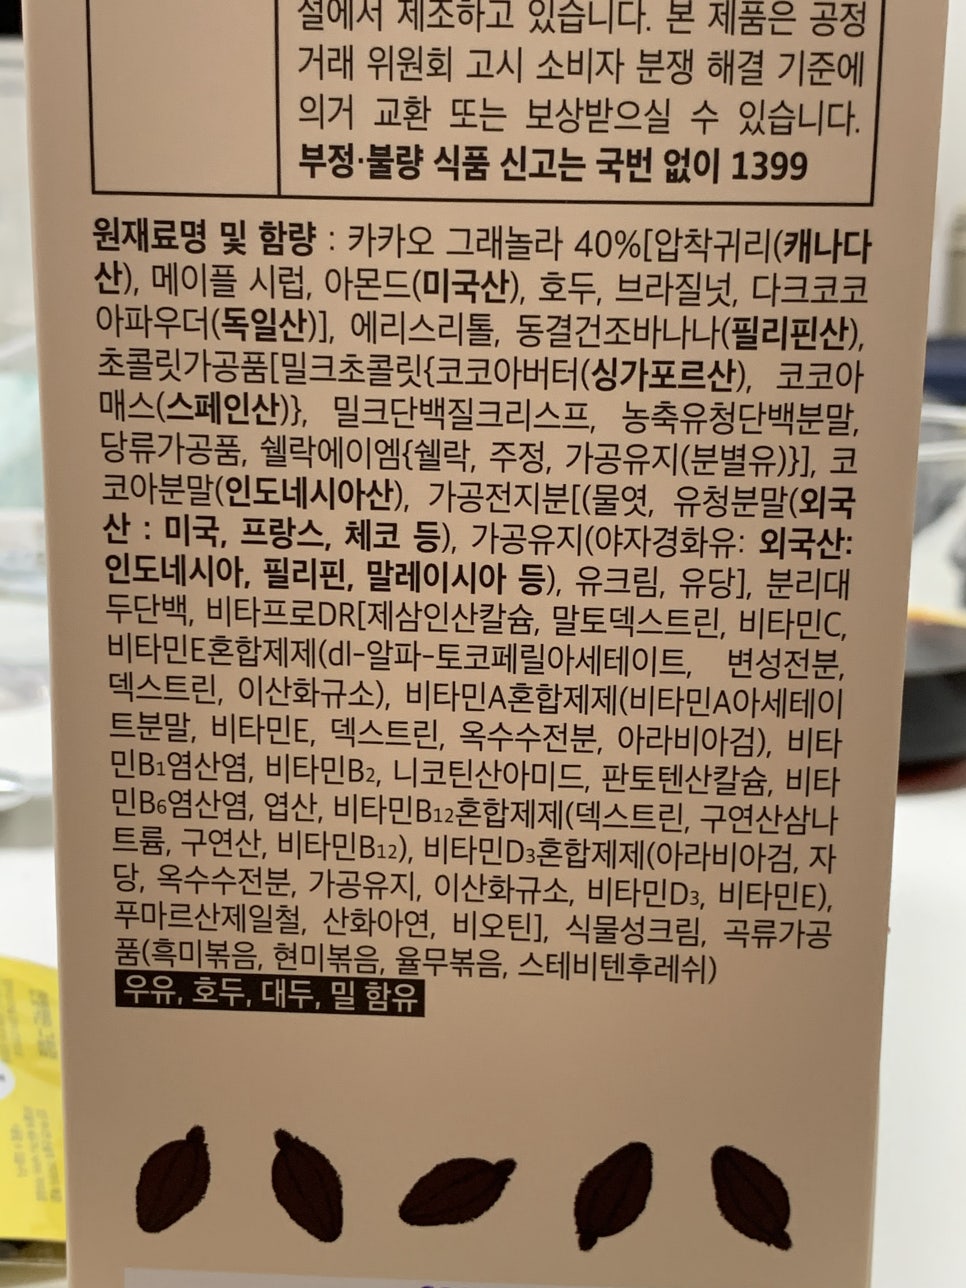 설에서 제조하고 있습니다. 본 제품은 공정
거래 위원회 고시 소비자 분쟁 해결 기준에
의거 교환 또는 보상받으실 수 있습니다.
부정·불량 식품 신고는 국번 없이 1399
원재료명 및 함량 : 카카오 그래놀라 40%[압착귀리(캐나다
산), 메이플 시럽, 아몬드(미국산), 호두, 브라질넛, 다크코코
아파우더(독일산)], 에리스리톨, 동결건조바나나(필리핀산),
초콜릿가공품[밀크초콜릿{코코아버터(싱가포르산), 코코아
매스(스페인산)}, 밀크단백질크리스프, 농축유청단백분말,
당류가공품, 쉘락에이엠{쉘락, 주정, 가공유지(분별유)}], 코
코아분말(인도네시아산), 가공전지분[(물엿, 유청분말(외국
산 : 미국, 프랑스, 체코 등), 가공유지(야자경화유: 외국산:
인도네시아, 필리핀, 말레이시아 등), 유크림, 유당], 분리대
두단백, 비타프로DR[제삼인산칼슘, 말토덱스트린, 비타민C,
비타민E혼합제제(dl-알파-토코페릴아세테이트, 변성전분,
덱스트린, 이산화규소), 비타민A혼합제제(비타민A아세테이
트분말, 비타민E, 덱스트린, 옥수수전분, 아라비아검), 비타
민B1염산염, 비타민B2, 니코틴산아미드, 판토텐산칼슘, 비타
민B6염산염, 엽산, 비타민B12혼합제제(덱스트린, 구연산삼나
트륨, 구연산, 비타민B12), 비타민D3혼합제제(아라비아검, 자
당, 옥수수전분, 가공유지, 이산화규소, 비타민D3, 비타민E),
푸마르산제일철, 산화아연, 비오틴], 식물성크림, 곡류가공
품(흑미볶음, 현미볶음, 율무볶음, 스테비텐후레쉬)
우유, 호두, 대두, 밀 함유